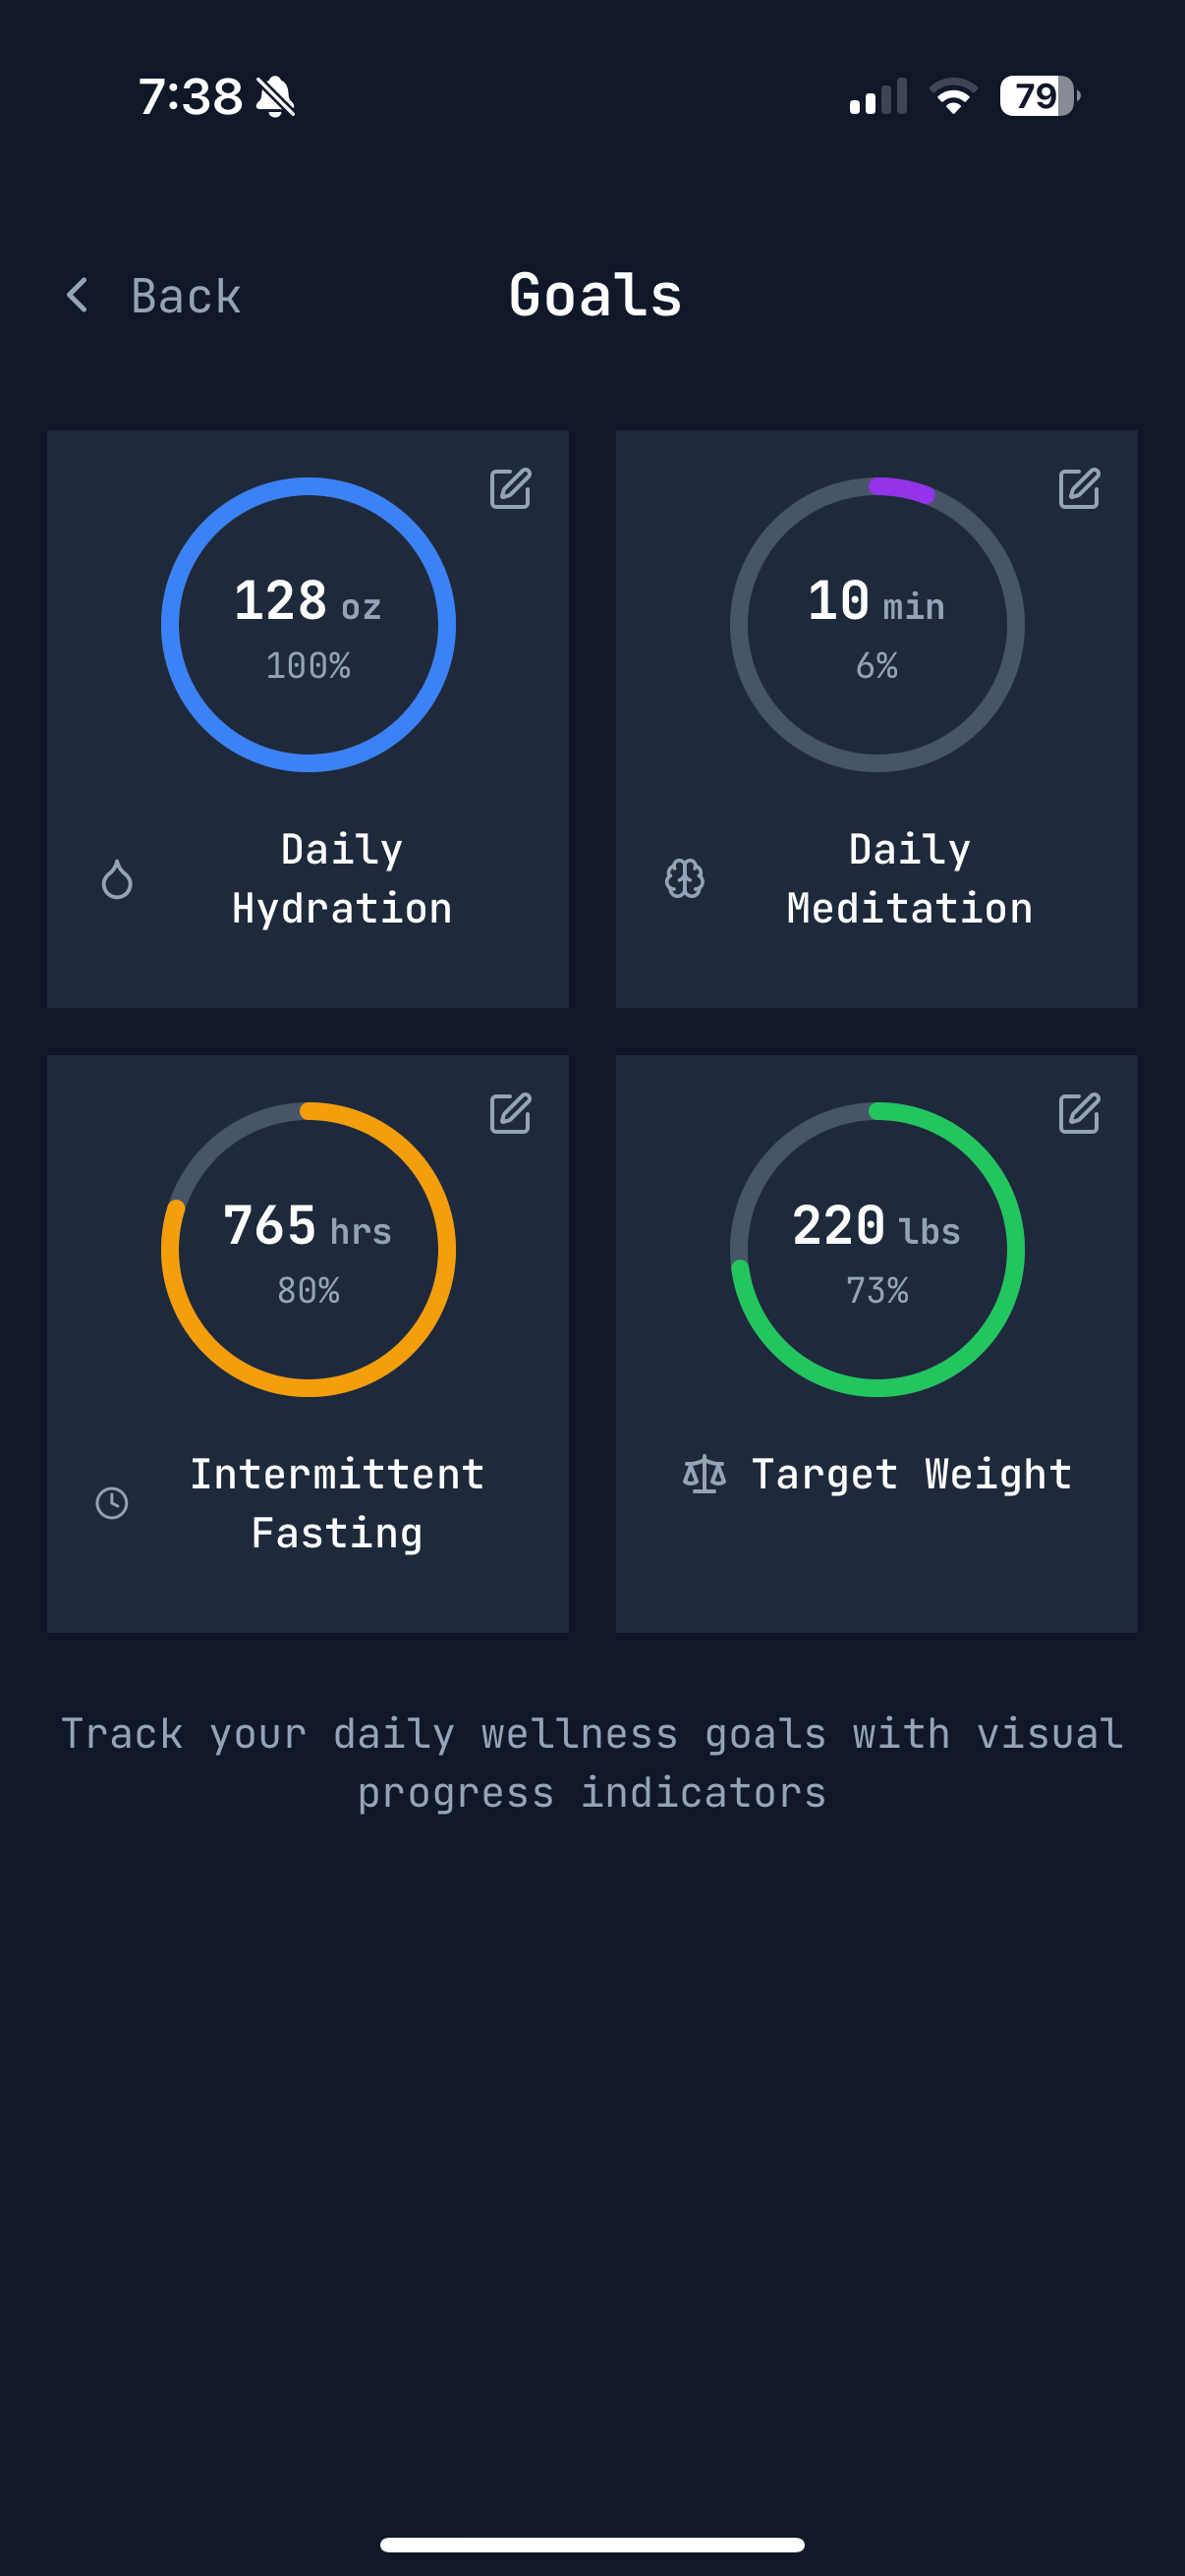 7:38
79
Back
Goals
128 oz
100%
10 min
6%
Daily
Hydration
Daily
Meditation
765 hrs
80%
220 lbs
73%
Intermittent
Fasting
Target Weight
Track your daily wellness goals with visual
progress indicators